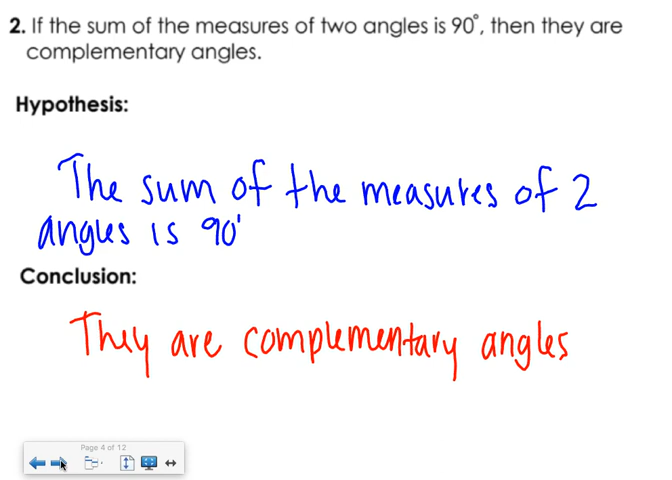 2. If the sum of the measures of two angles is 90°, then they are
complementary angles.
Hypothesis:
The sum of the measures of 2
angles is 90°
Conclusion:
They are complementary angles
Page 4 of 12